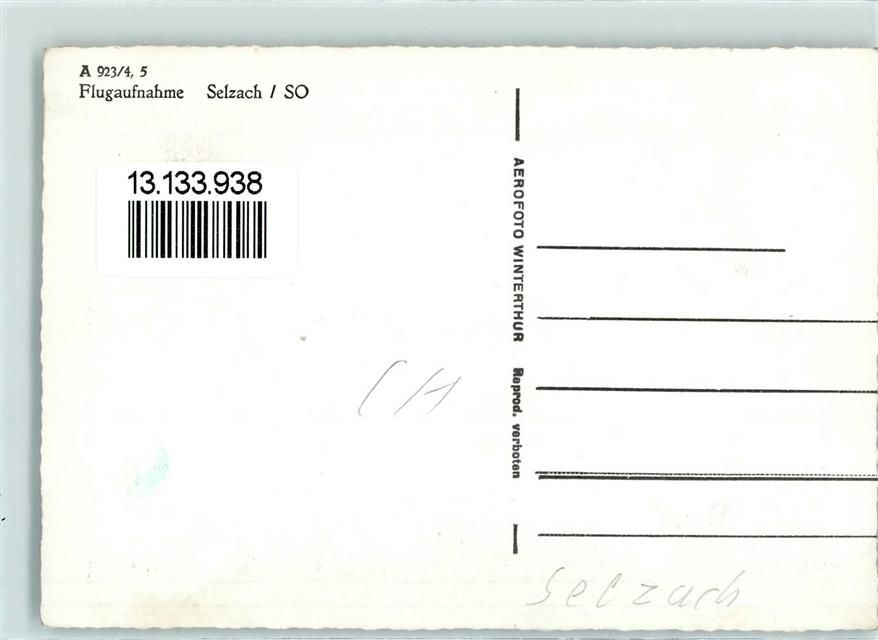 A 923/4, 5
Flugaufnahme Selzach / SO
13.133.938
AEROFOTO WINTERTHUR Reprod. verboten
CH
Selzach